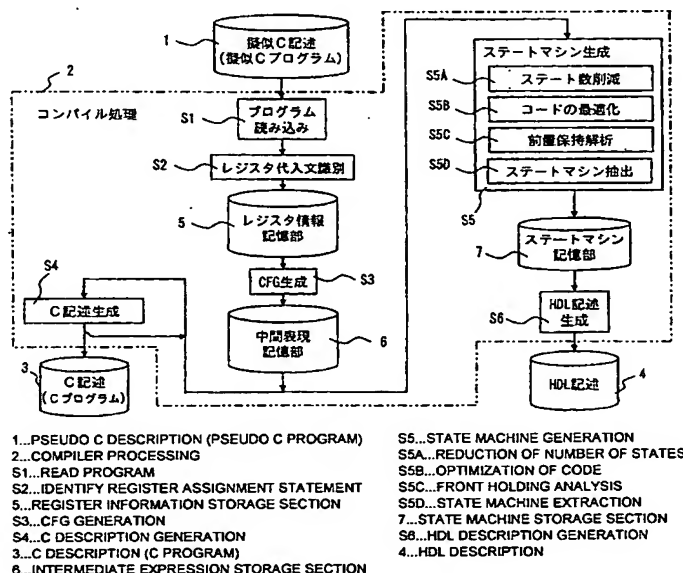 1
擬似C記述
(擬似Cプログラム)
2
コンパイル処理
S1
プログラム
読み込み
S2
レジスタ代入文識別
5
レジスタ情報
記憶部
S4
C記述生成
CFG生成
S3
中間表現
記憶部
6
3
C記述
(Cプログラム)
ステートマシン生成
S5A
ステート数削減
S5B
コードの最適化
S5C
前置保持解析
S5D
ステートマシン抽出
S5
7
ステートマシン
記憶部
S6
HDL記述
生成
HDL記述
4
1...PSEUDO C DESCRIPTION (PSEUDO C PROGRAM)
2...COMPILER PROCESSING
S1...READ PROGRAM
S2...IDENTIFY REGISTER ASSIGNMENT STATEMENT
5...REGISTER INFORMATION STORAGE SECTION
S3...CFG GENERATION
S4...C DESCRIPTION GENERATION
3...C DESCRIPTION (C PROGRAM)
6...INTERMEDIATE EXPRESSION STORAGE SECTION
S5...STATE MACHINE GENERATION
S5A...REDUCTION OF NUMBER OF STATES
S5B...OPTIMIZATION OF CODE
S5C...FRONT HOLDING ANALYSIS
S5D...STATE MACHINE EXTRACTION
7...STATE MACHINE STORAGE SECTION
S6...HDL DESCRIPTION GENERATION
4...HDL DESCRIPTION